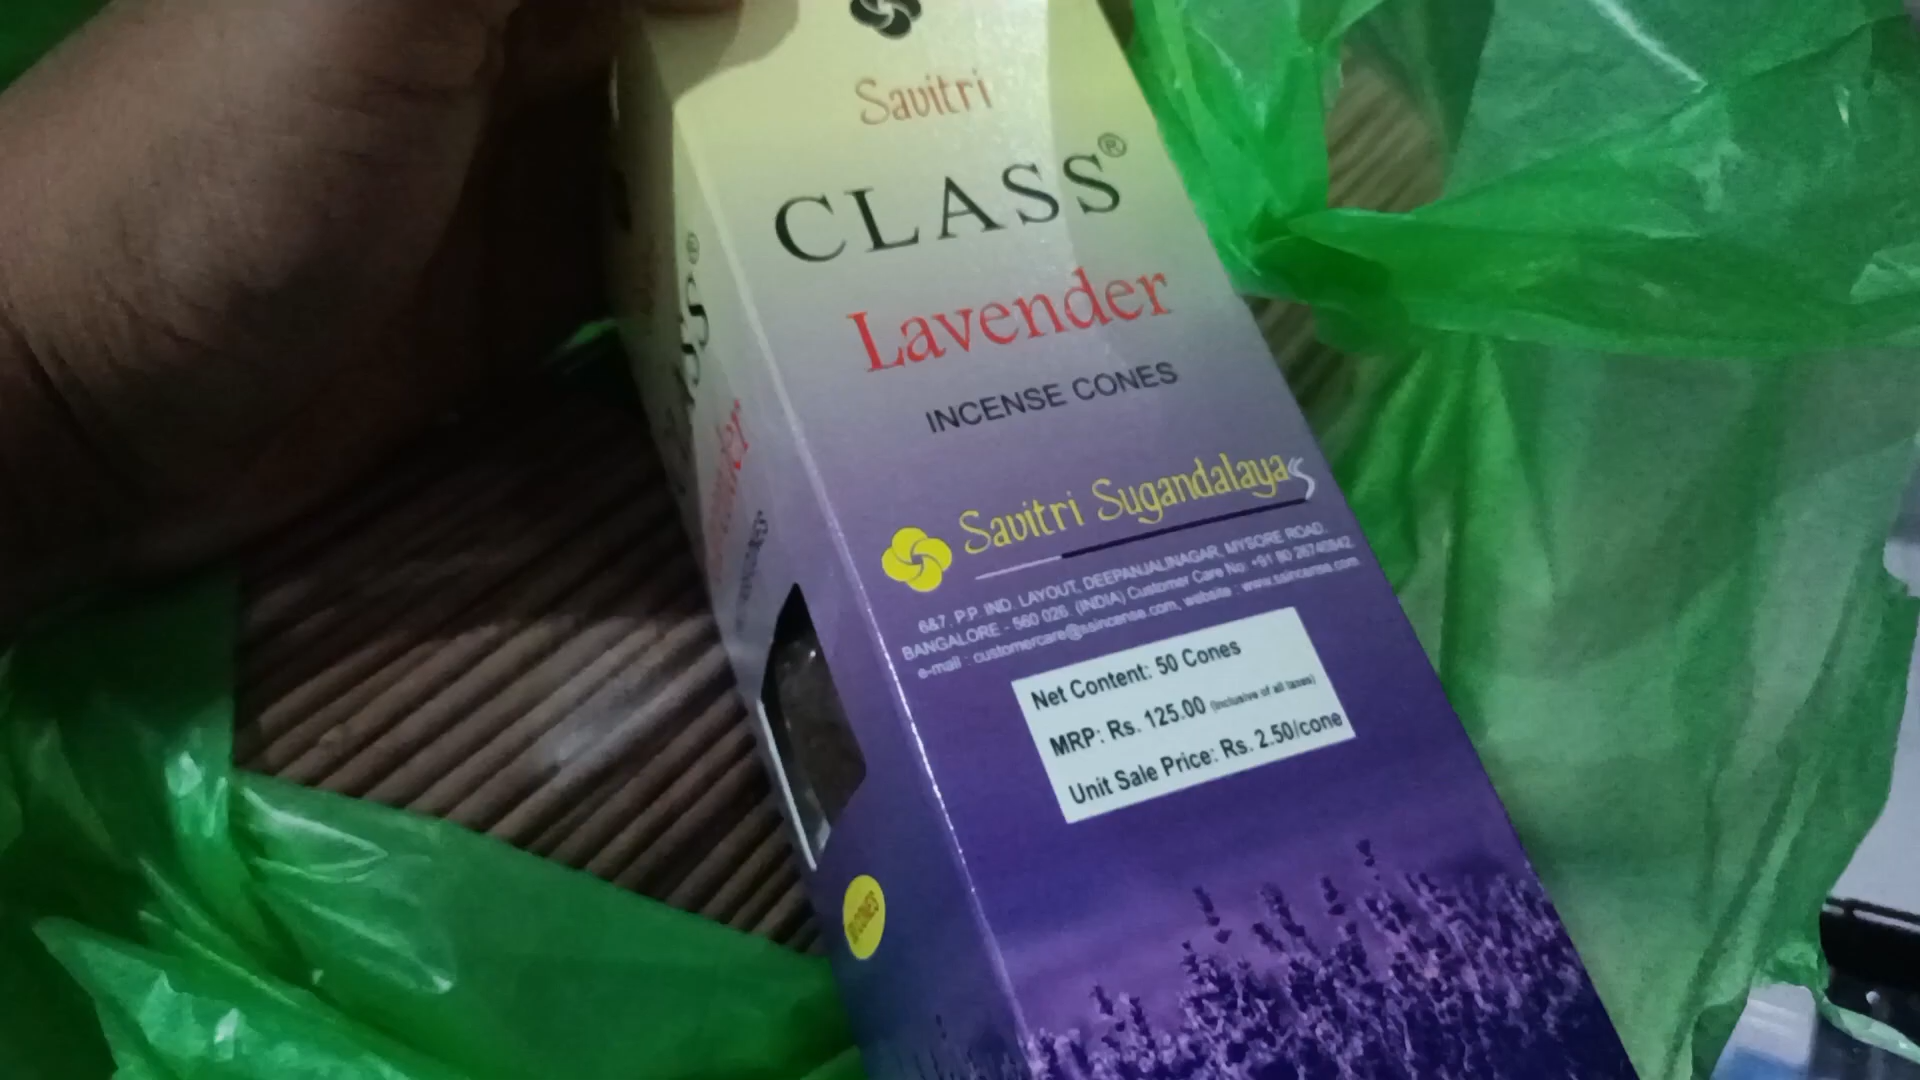 Savitri
CLASS®
Lavender
INCENSE CONES
Savitri Sugandalaya
6&7, P.P. IND. LAYOUT, DEEPANJALINAGAR, MYSORE ROAD.
BANGALORE - 560 026. (INDIA) Customer Care No: +91 80 26740942
e-mail : customercare@ssincense.com, website : www.ssincense.com
Net Content: 50 Cones
MRP: Rs. 125.00 (Inclusive of all taxes)
Unit Sale Price: Rs. 2.50/cone